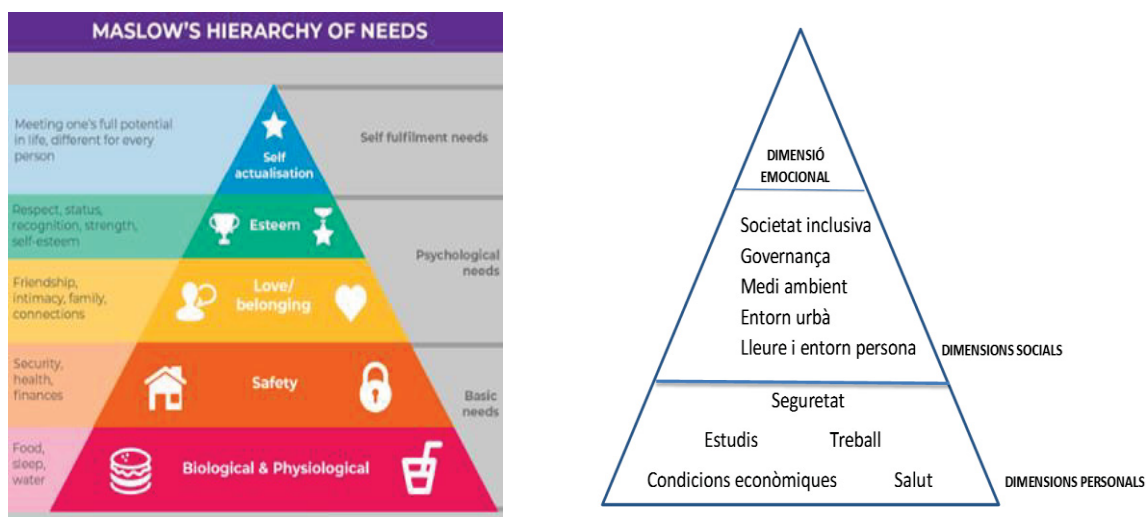 MASLOW'S HIERARCHY OF NEEDS
Meeting one's full potential
in life, different for every
person
Self
actualisation
Self fulfilment needs
Respect, status,
recognition, strength,
self-esteem
Esteem
Psychological
needs
Friendship,
intimacy, family,
connections
Love/
belonging
Security,
health,
finances
Safety
Basic
needs
Food,
sleep,
water
Biological & Physiological
DIMENSIÓ
EMOCIONAL
Societat inclusiva
Governança
Medi ambient
Entorn urbà
Lleure i entorn persona
DIMENSIONS SOCIALS
Seguretat
Estudis
Treball
Condicions econòmiques
Salut
DIMENSIONS PERSONALS